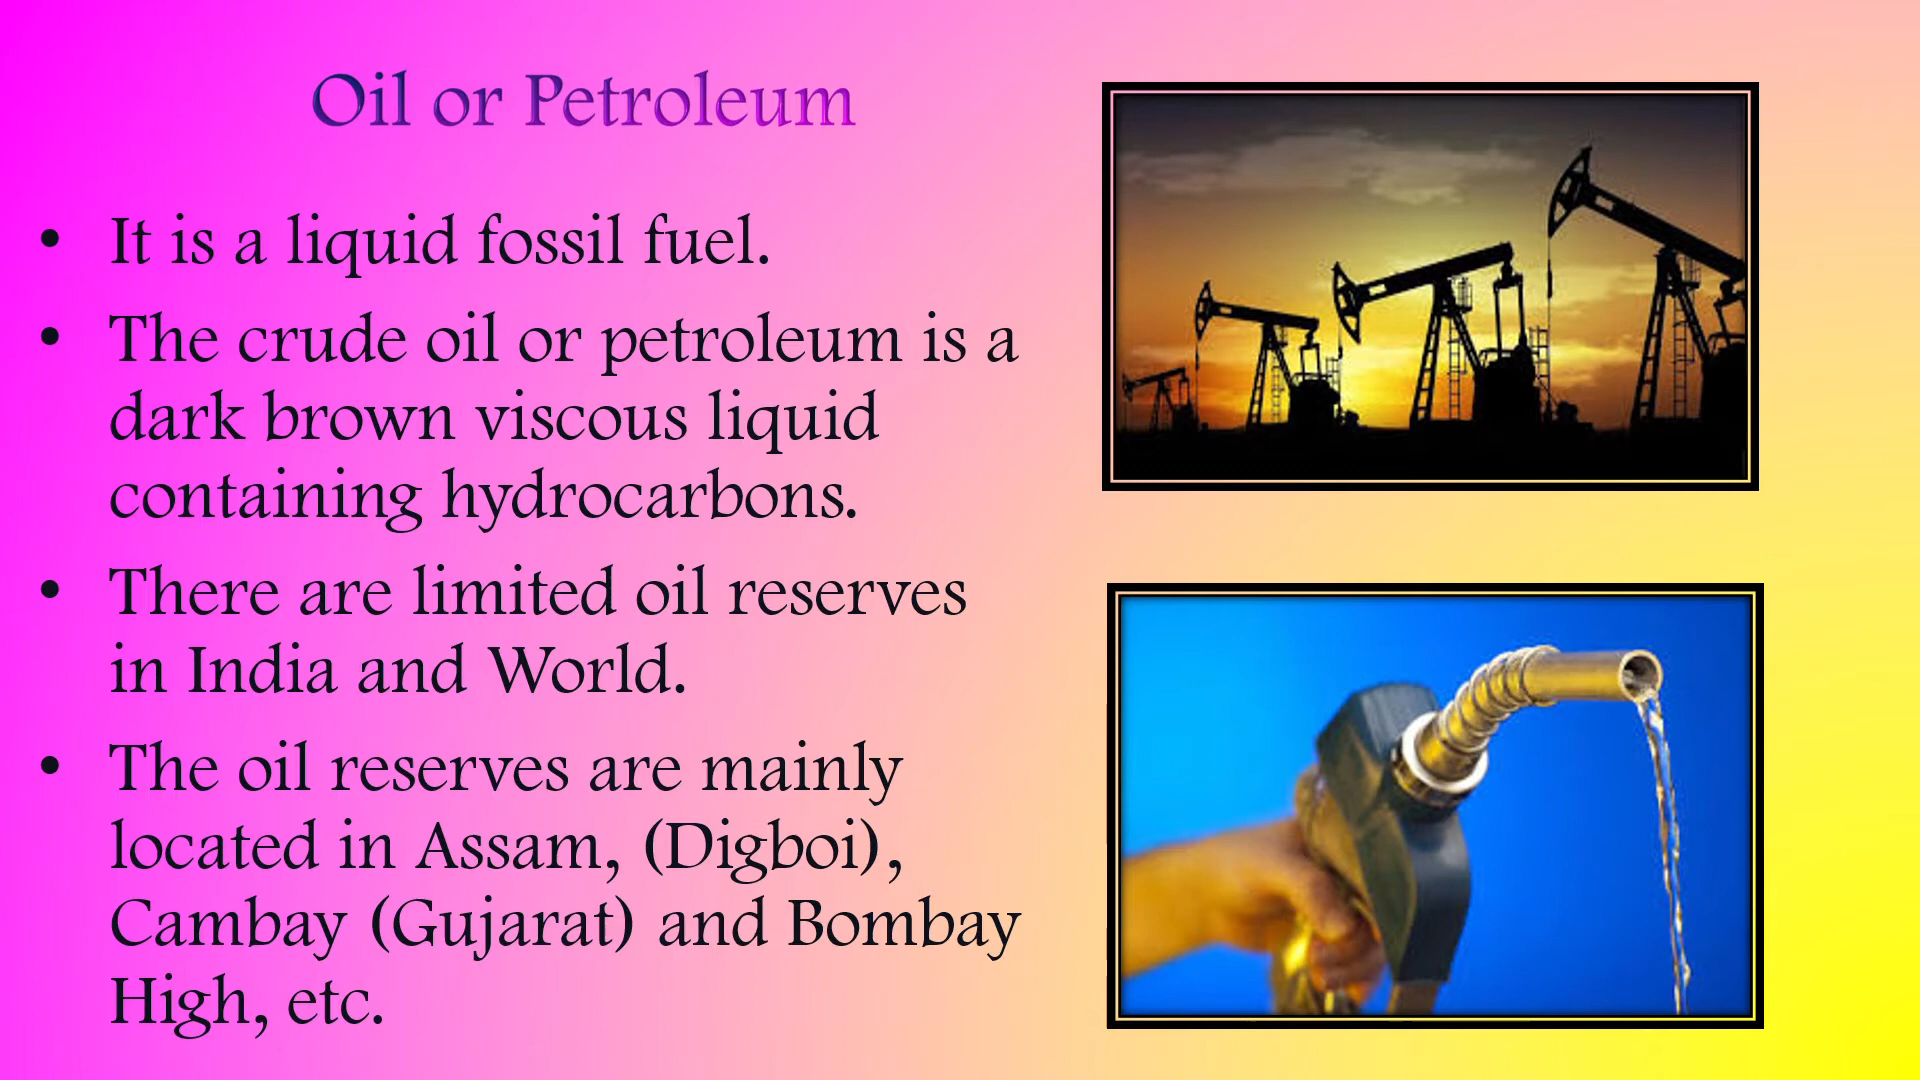 Oil or Petroleum
• It is a liquid fossil fuel.
• The crude oil or petroleum is a
dark brown viscous liquid
containing hydrocarbons.
• There are limited oil reserves
in India and World.
• The oil reserves are mainly
located in Assam, (Digboi),
Cambay (Gujarat) and Bombay
High, etc.